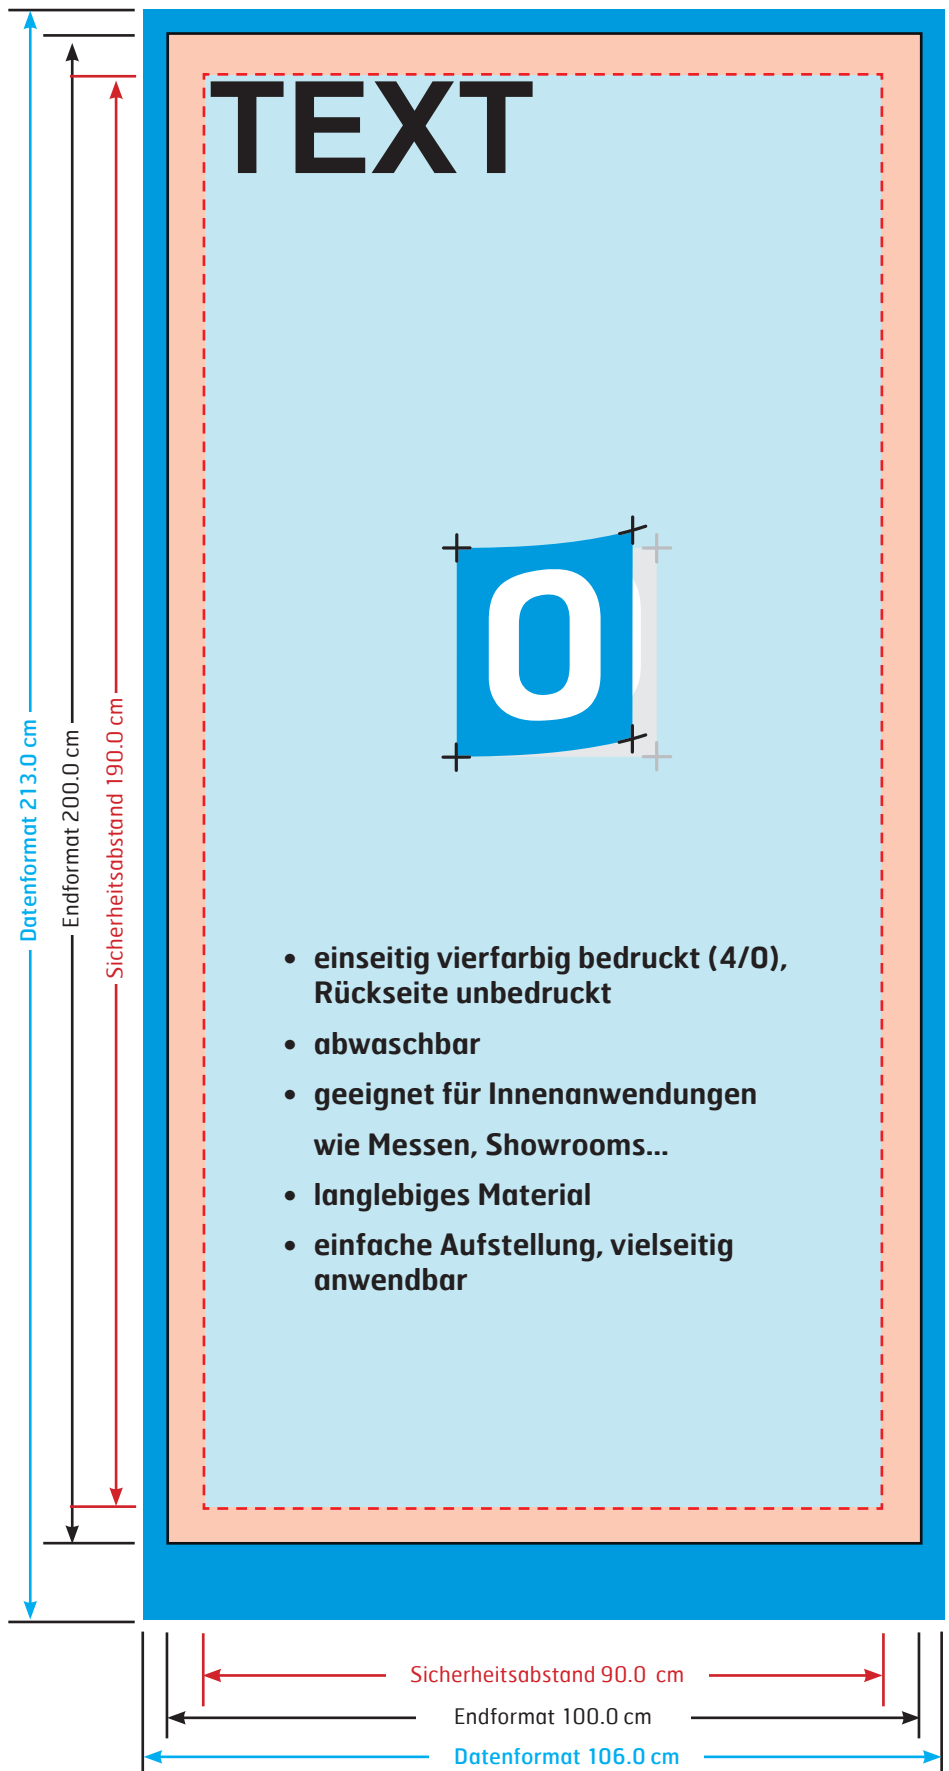 TEXT
O
Datenformat 213.0 cm
Endformat 200.0 cm
Sicherheitsabstand 190.0 cm
• einseitig vierfarbig bedruckt (4/0),
Rückseite unbedruckt
• abwaschbar
• geeignet für Innenanwendungen
wie Messen, Showrooms...
• langlebiges Material
• einfache Aufstellung, vielseitig
anwendbar
Sicherheitsabstand 90.0 cm
Endformat 100.0 cm
Datenformat 106.0 cm